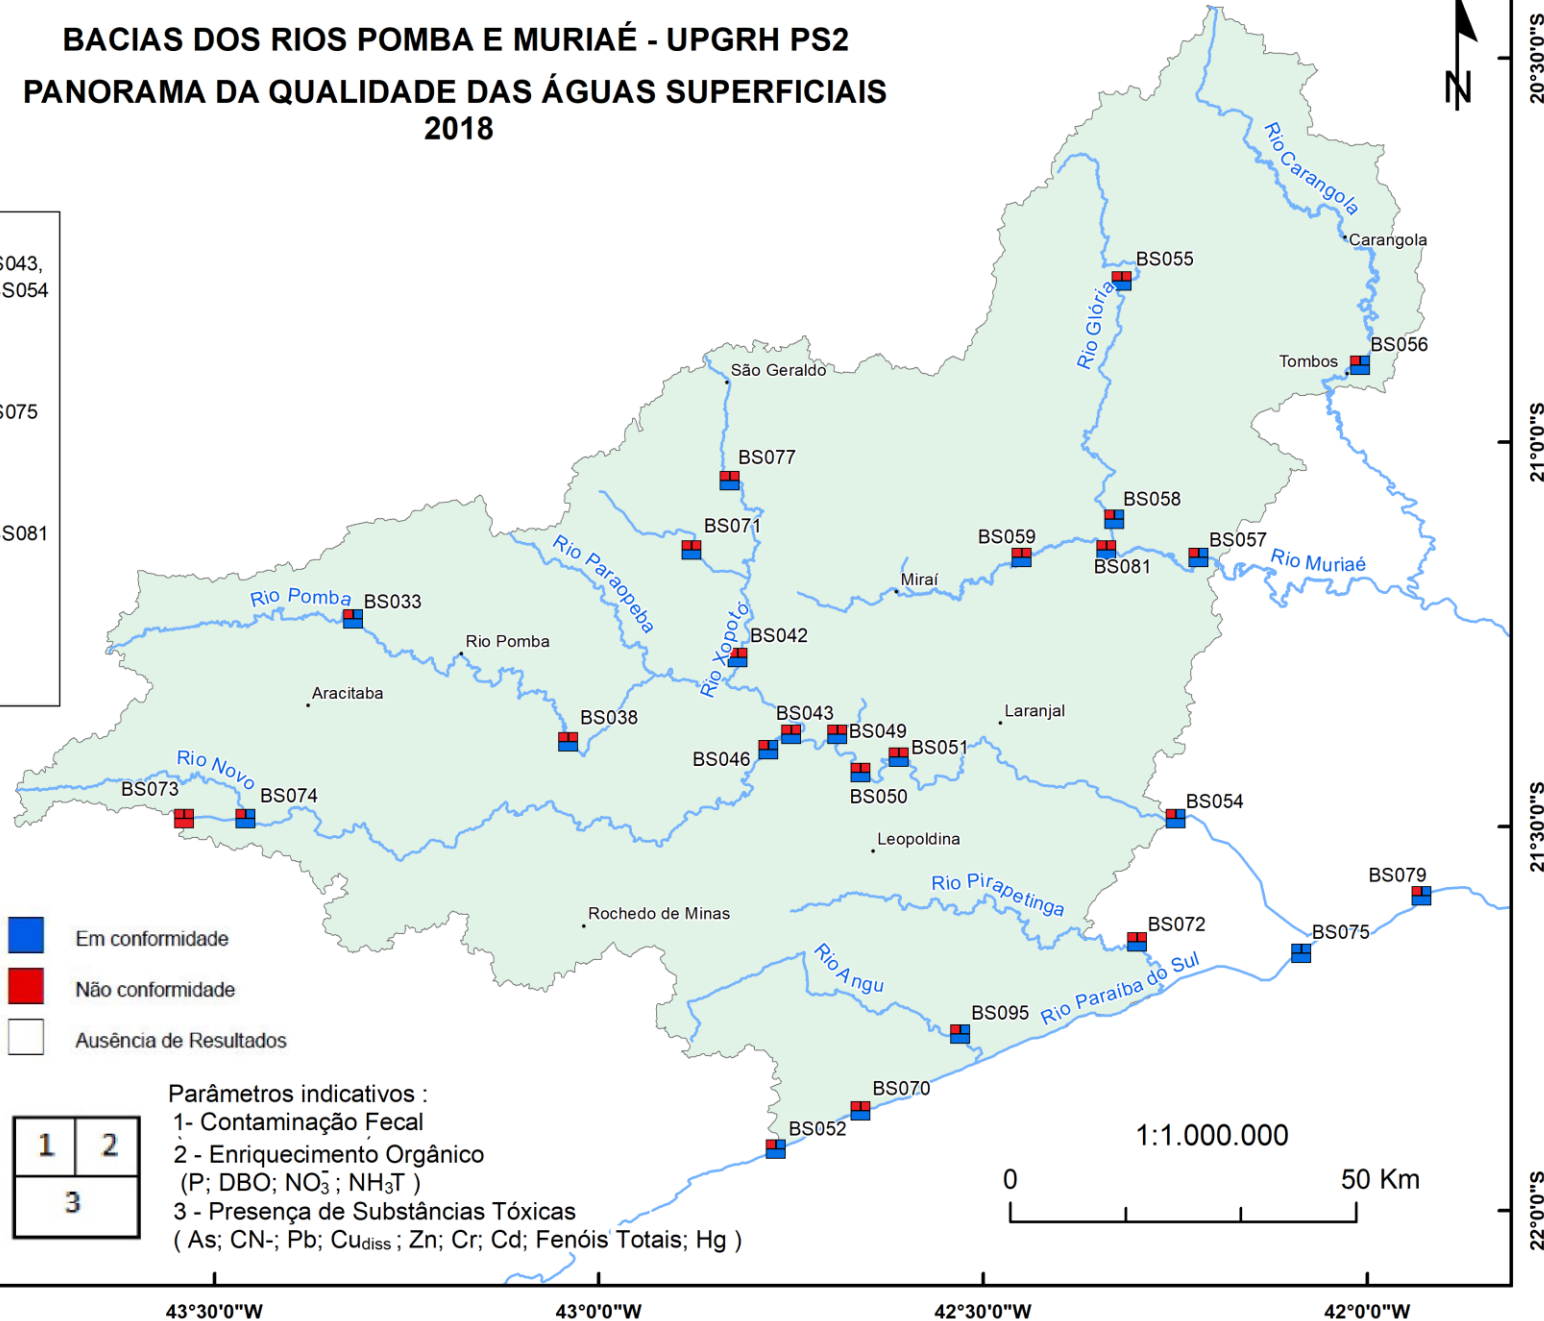 BACIAS DOS RIOS POMBA E MURIAÉ - UPGRH PS2
PANORAMA DA QUALIDADE DAS ÁGUAS SUPERFICIAIS
2018
N
20°30'0"S
21°0'0"S
21°30'0"S
22°0'0"S
S043,
BS054
S075
BS081
Rio Carangola
Carangola
BS055
Rio Glória
BS056
Tombos
São Geraldo
BS077
BS071
BS058
BS059
BS081
BS057
Rio Muriaé
Miraí
Rio Paraopeba
Rio Pomba
BS033
Rio Pomba
Rio Xopotó
BS042
Aracitaba
BS038
BS043
BS049
BS046
BS051
BS050
Laranjal
Rio Novo
BS073
BS074
BS054
Leopoldina
BS079
Rio Pirapetinga
BS072
BS075
Rochedo de Minas
Rio Angu
Rio Paraíba do Sul
BS095
BS070
BS052
Em conformidade
Não conformidade
Ausência de Resultados
Parâmetros indicativos :
1- Contaminação Fecal
2 - Enriquecimento Orgânico
(P; DBO; NO₃⁻; NH₃T )
3 - Presença de Substâncias Tóxicas
( As; CN-; Pb; Cudiss ; Zn; Cr; Cd; Fenóis Totais; Hg )
1 2
3
1:1.000.000
0 50 Km
43°30'0"W 43°0'0"W 42°30'0"W 42°0'0"W